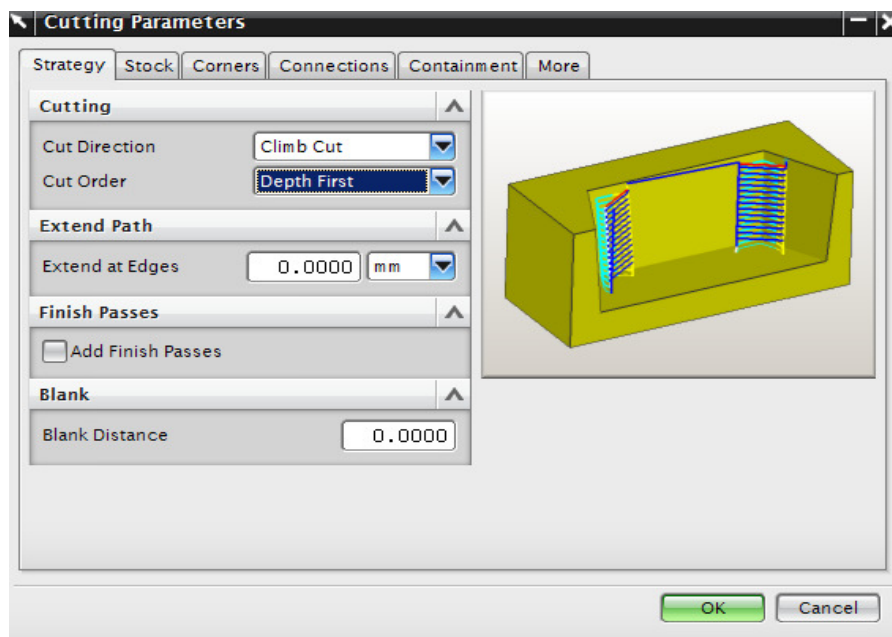 Cutting Parameters
Strategy Stock Corners Connections Containment More
Cutting
Cut Direction Climb Cut
Cut Order Depth First
Extend Path
Extend at Edges 0.0000 mm
Finish Passes
Add Finish Passes
Blank
Blank Distance 0.0000
OK Cancel